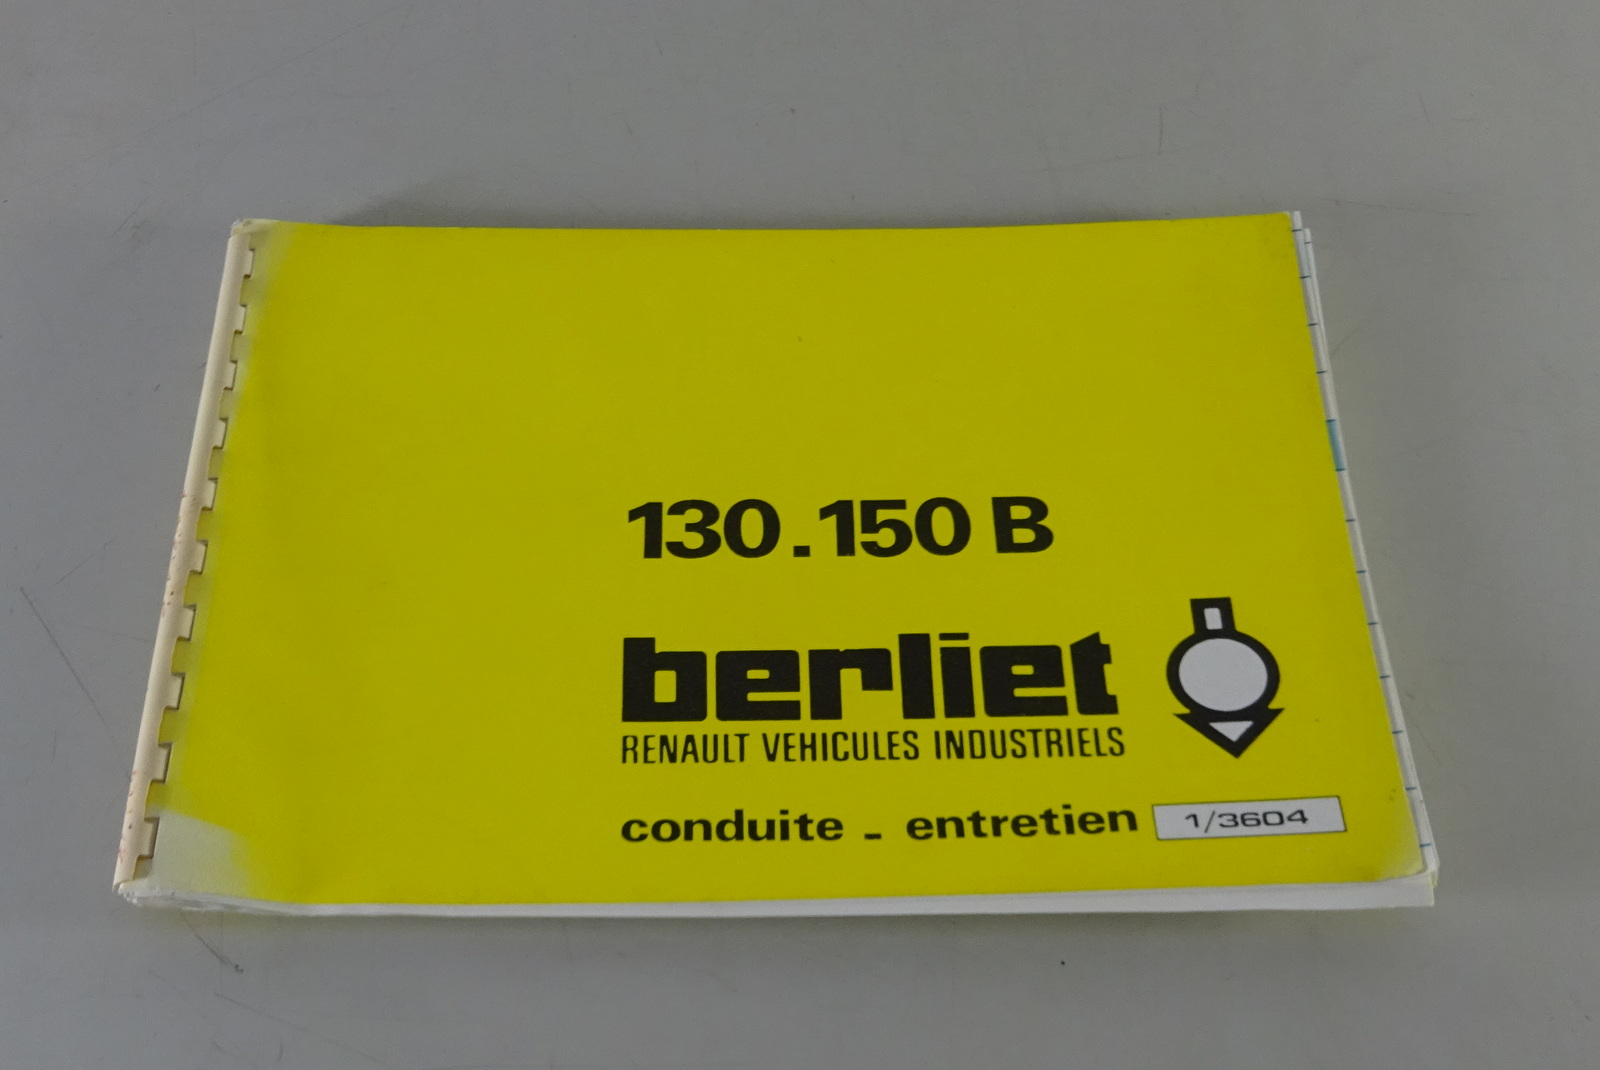 130.150 B
berliet
RENAULT VEHICULES INDUSTRIELS
conduite - entretien 1/3604